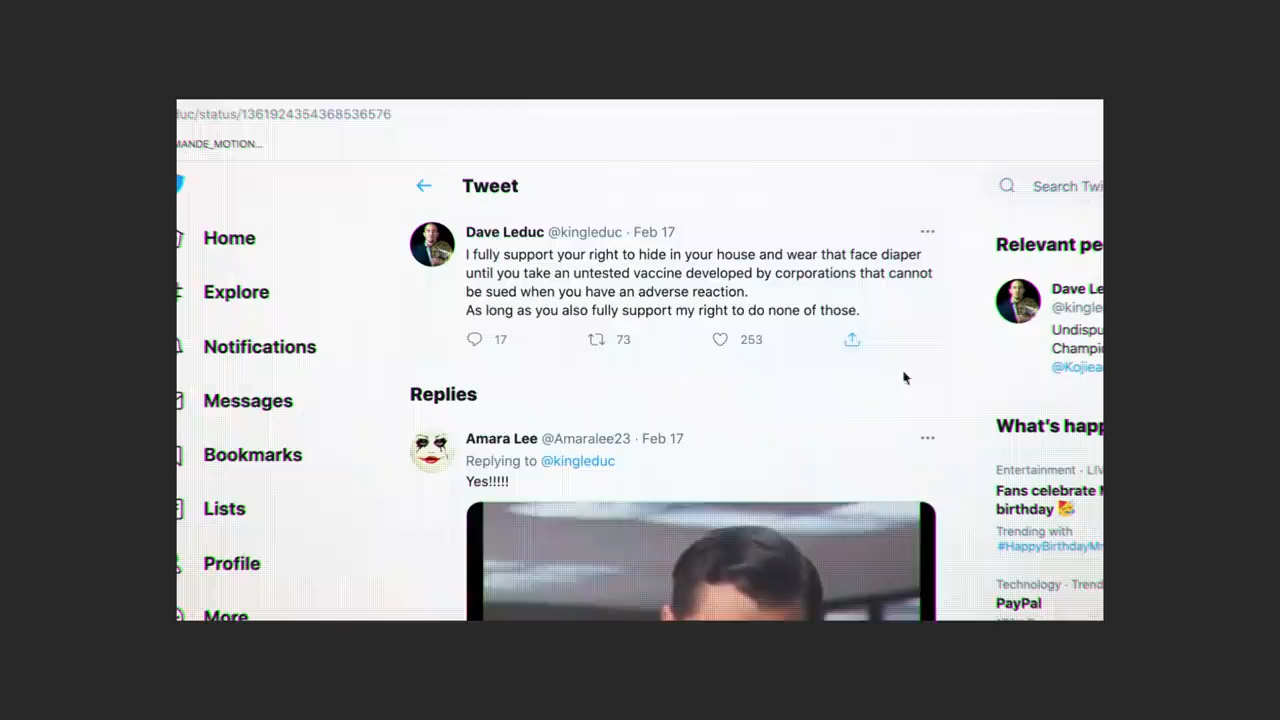 duc/status/1361924354368536576
MANDE_MOTION...
Tweet
Search Twi
Home
Explore
Notifications
Messages
Bookmarks
Lists
Profile
More
Dave Leduc @kingleduc · Feb 17
I fully support your right to hide in your house and wear that face diaper
until you take an untested vaccine developed by corporations that cannot
be sued when you have an adverse reaction.
As long as you also fully support my right to do none of those.
17 73 253
Replies
Amara Lee @Amaralee23 · Feb 17
Replying to @kingleduc
Yes!!!!!
Relevant pe
Dave Le
@kingle
Undispu
Champi
@Kojiea
What's happ
Entertainment · LIV
Fans celebrate
birthday 🥳
Trending with
#HappyBirthdayM
Technology · Trend
PayPal